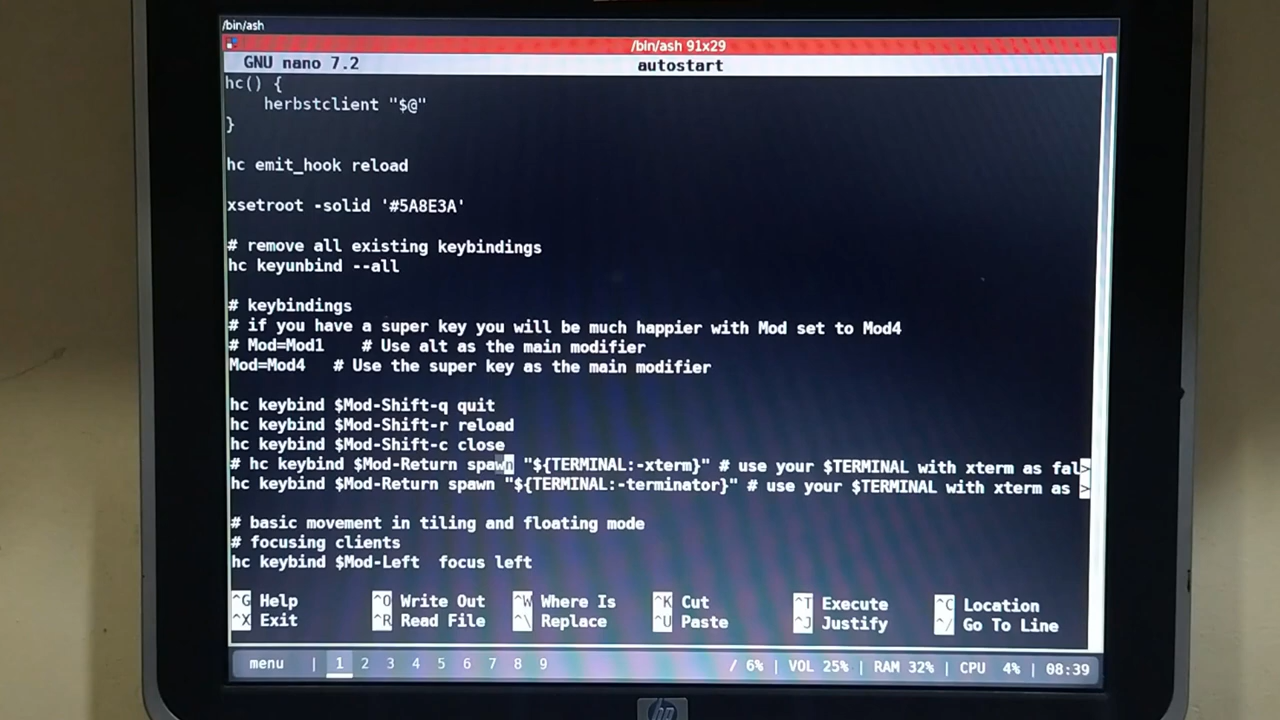 /bin/ash
/bin/ash 91x29
GNU nano 7.2 autostart
hc() {
herbstclient "$@"
}
hc emit_hook reload
xsetroot -solid '#5A8E3A'
# remove all existing keybindings
hc keyunbind --all
# keybindings
# if you have a super key you will be much happier with Mod set to Mod4
# Mod=Mod1 # Use alt as the main modifier
Mod=Mod4 # Use the super key as the main modifier
hc keybind $Mod-Shift-q quit
hc keybind $Mod-Shift-r reload
hc keybind $Mod-Shift-c close
# hc keybind $Mod-Return spawn "${TERMINAL:-xterm}" # use your $TERMINAL with xterm as fal>
hc keybind $Mod-Return spawn "${TERMINAL:-terminator}" # use your $TERMINAL with xterm as >
# basic movement in tiling and floating mode
# focusing clients
hc keybind $Mod-Left focus left
^G Help ^O Write Out ^W Where Is ^K Cut ^T Execute ^C Location
^X Exit ^R Read File ^\ Replace ^U Paste ^J Justify ^/ Go To Line
menu | 1 2 3 4 5 6 7 8 9 / 6% | VOL 25% | RAM 32% | CPU 4% | 08:39
hp